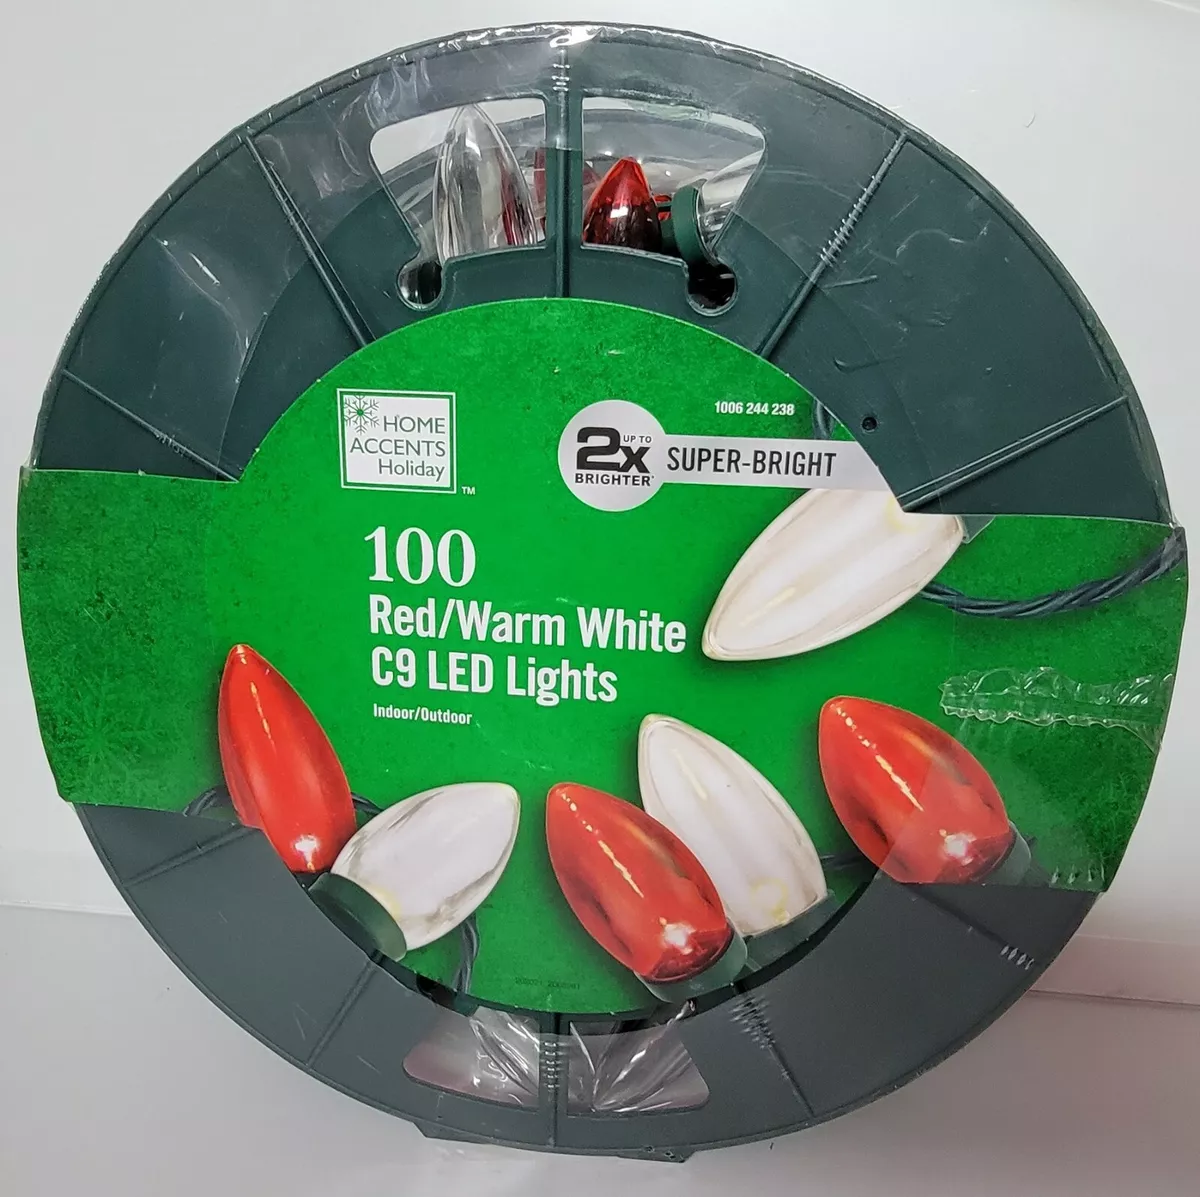 HOME
ACCENTS
Holiday
™
1006 244 238
2x UP TO
BRIGHTER
SUPER-BRIGHT
100
Red/Warm White
C9 LED Lights
Indoor/Outdoor